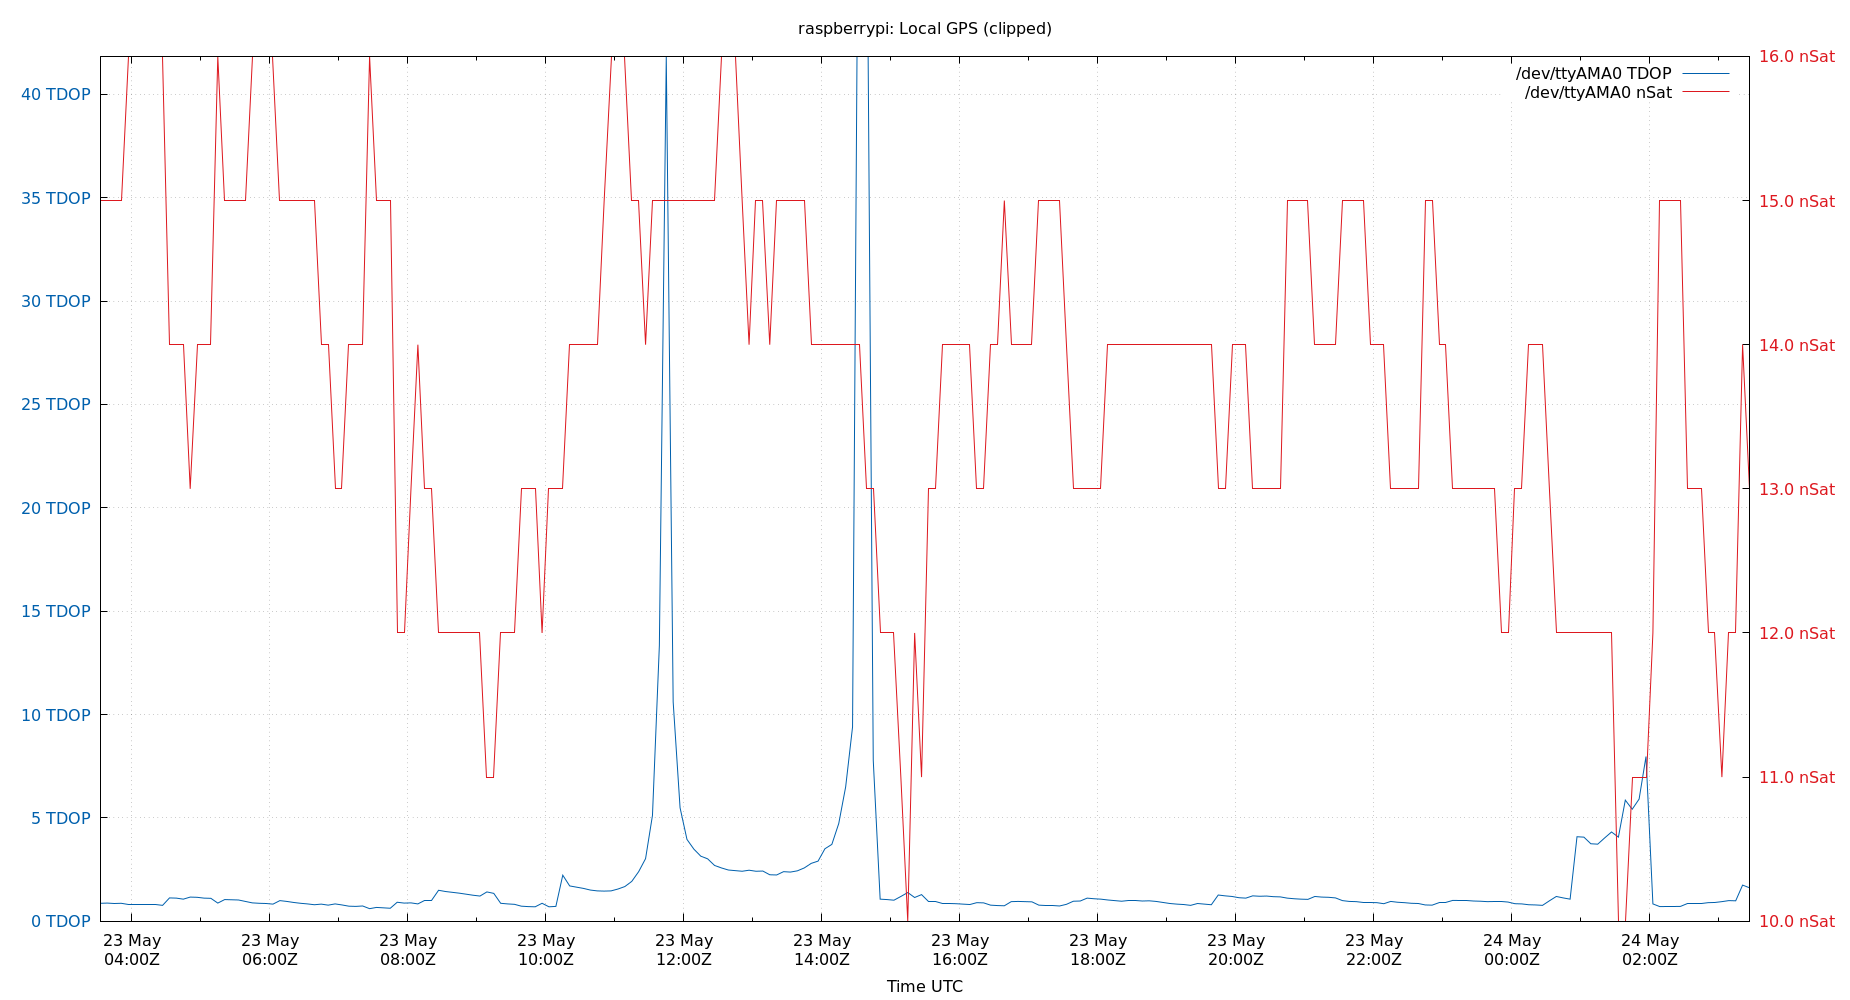 raspberrypi: Local GPS (clipped)
/dev/ttyAMA0 TDOP
/dev/ttyAMA0 nSat
40 TDOP
35 TDOP
30 TDOP
25 TDOP
20 TDOP
15 TDOP
10 TDOP
5 TDOP
0 TDOP
16.0 nSat
15.0 nSat
14.0 nSat
13.0 nSat
12.0 nSat
11.0 nSat
10.0 nSat
23 May
04:00Z
23 May
06:00Z
23 May
08:00Z
23 May
10:00Z
23 May
12:00Z
23 May
14:00Z
23 May
16:00Z
23 May
18:00Z
23 May
20:00Z
23 May
22:00Z
24 May
00:00Z
24 May
02:00Z
Time UTC